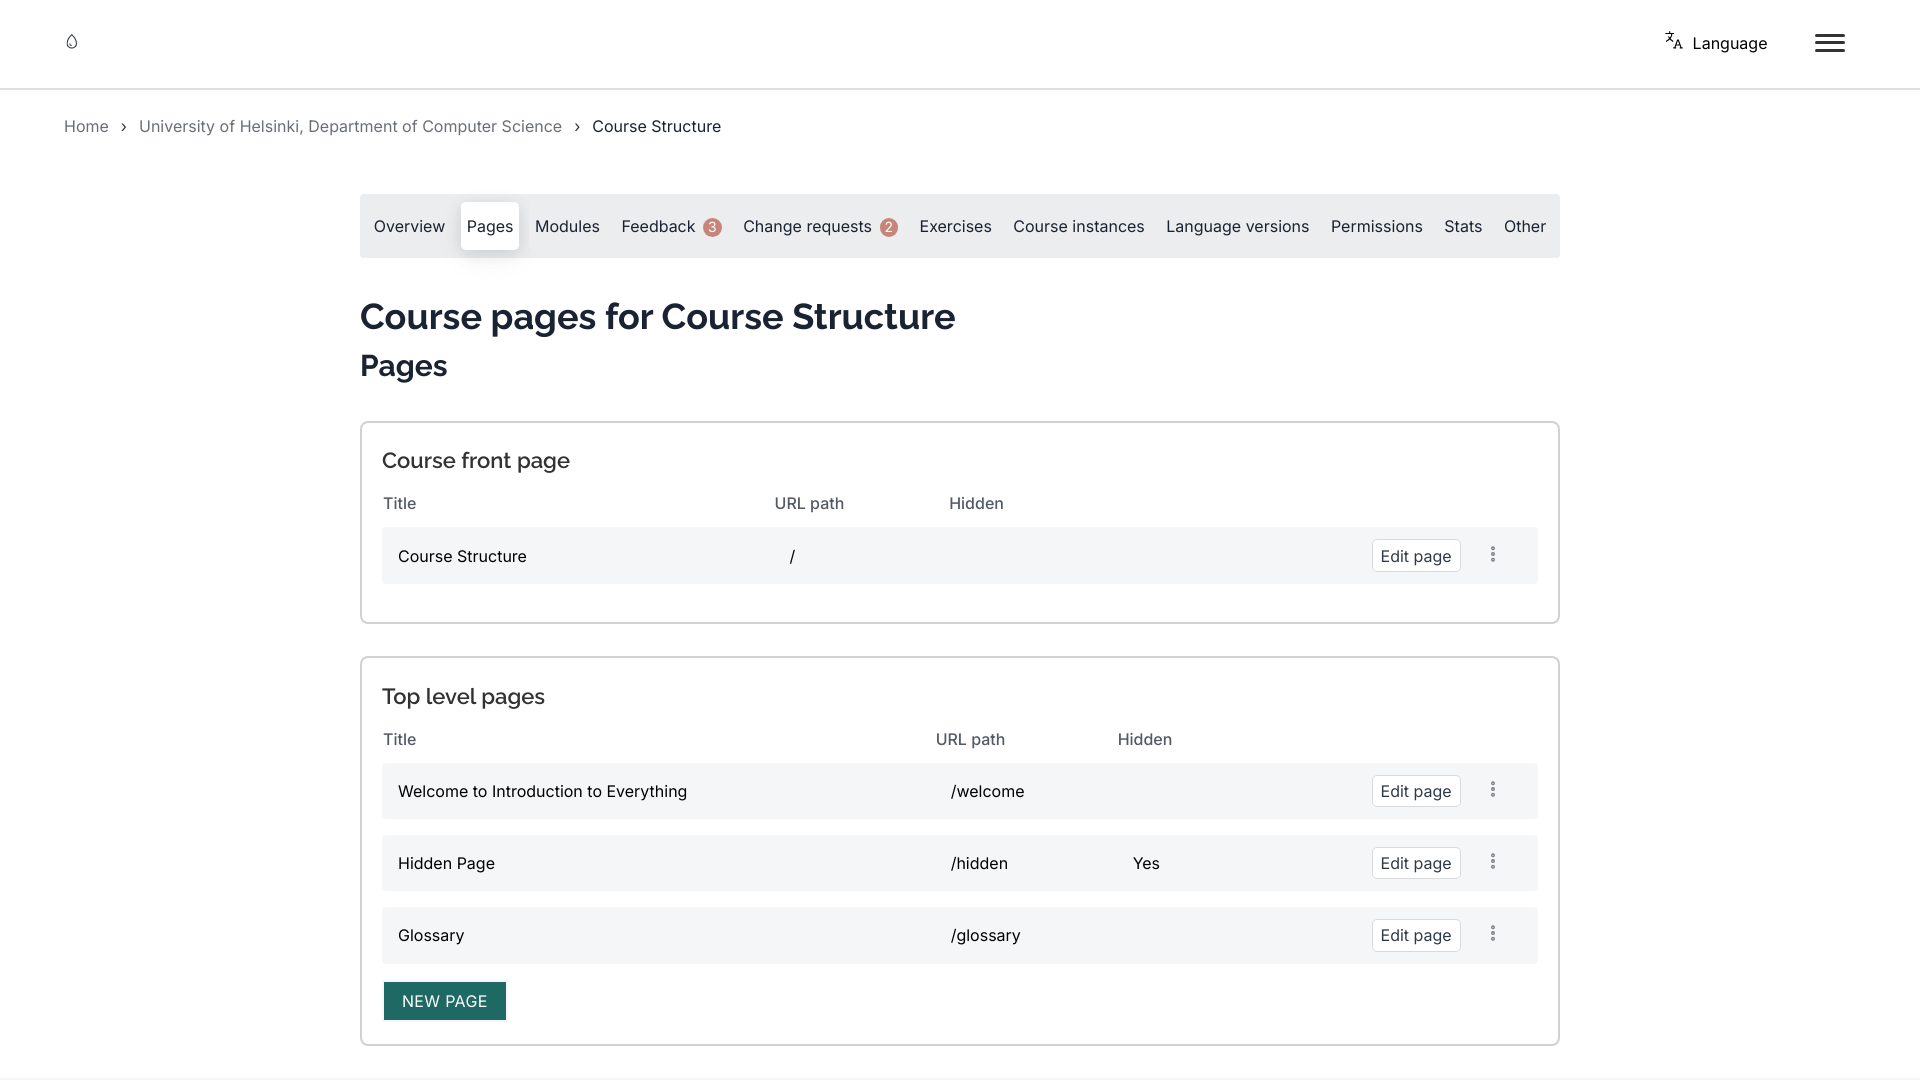 Language
Home › University of Helsinki, Department of Computer Science › Course Structure
Overview Pages Modules Feedback 3 Change requests 2 Exercises Course instances Language versions Permissions Stats Other
Course pages for Course Structure
Pages
Course front page
Title URL path Hidden
Course Structure / Edit page
Top level pages
Title URL path Hidden
Welcome to Introduction to Everything /welcome Edit page
Hidden Page /hidden Yes Edit page
Glossary /glossary Edit page
NEW PAGE